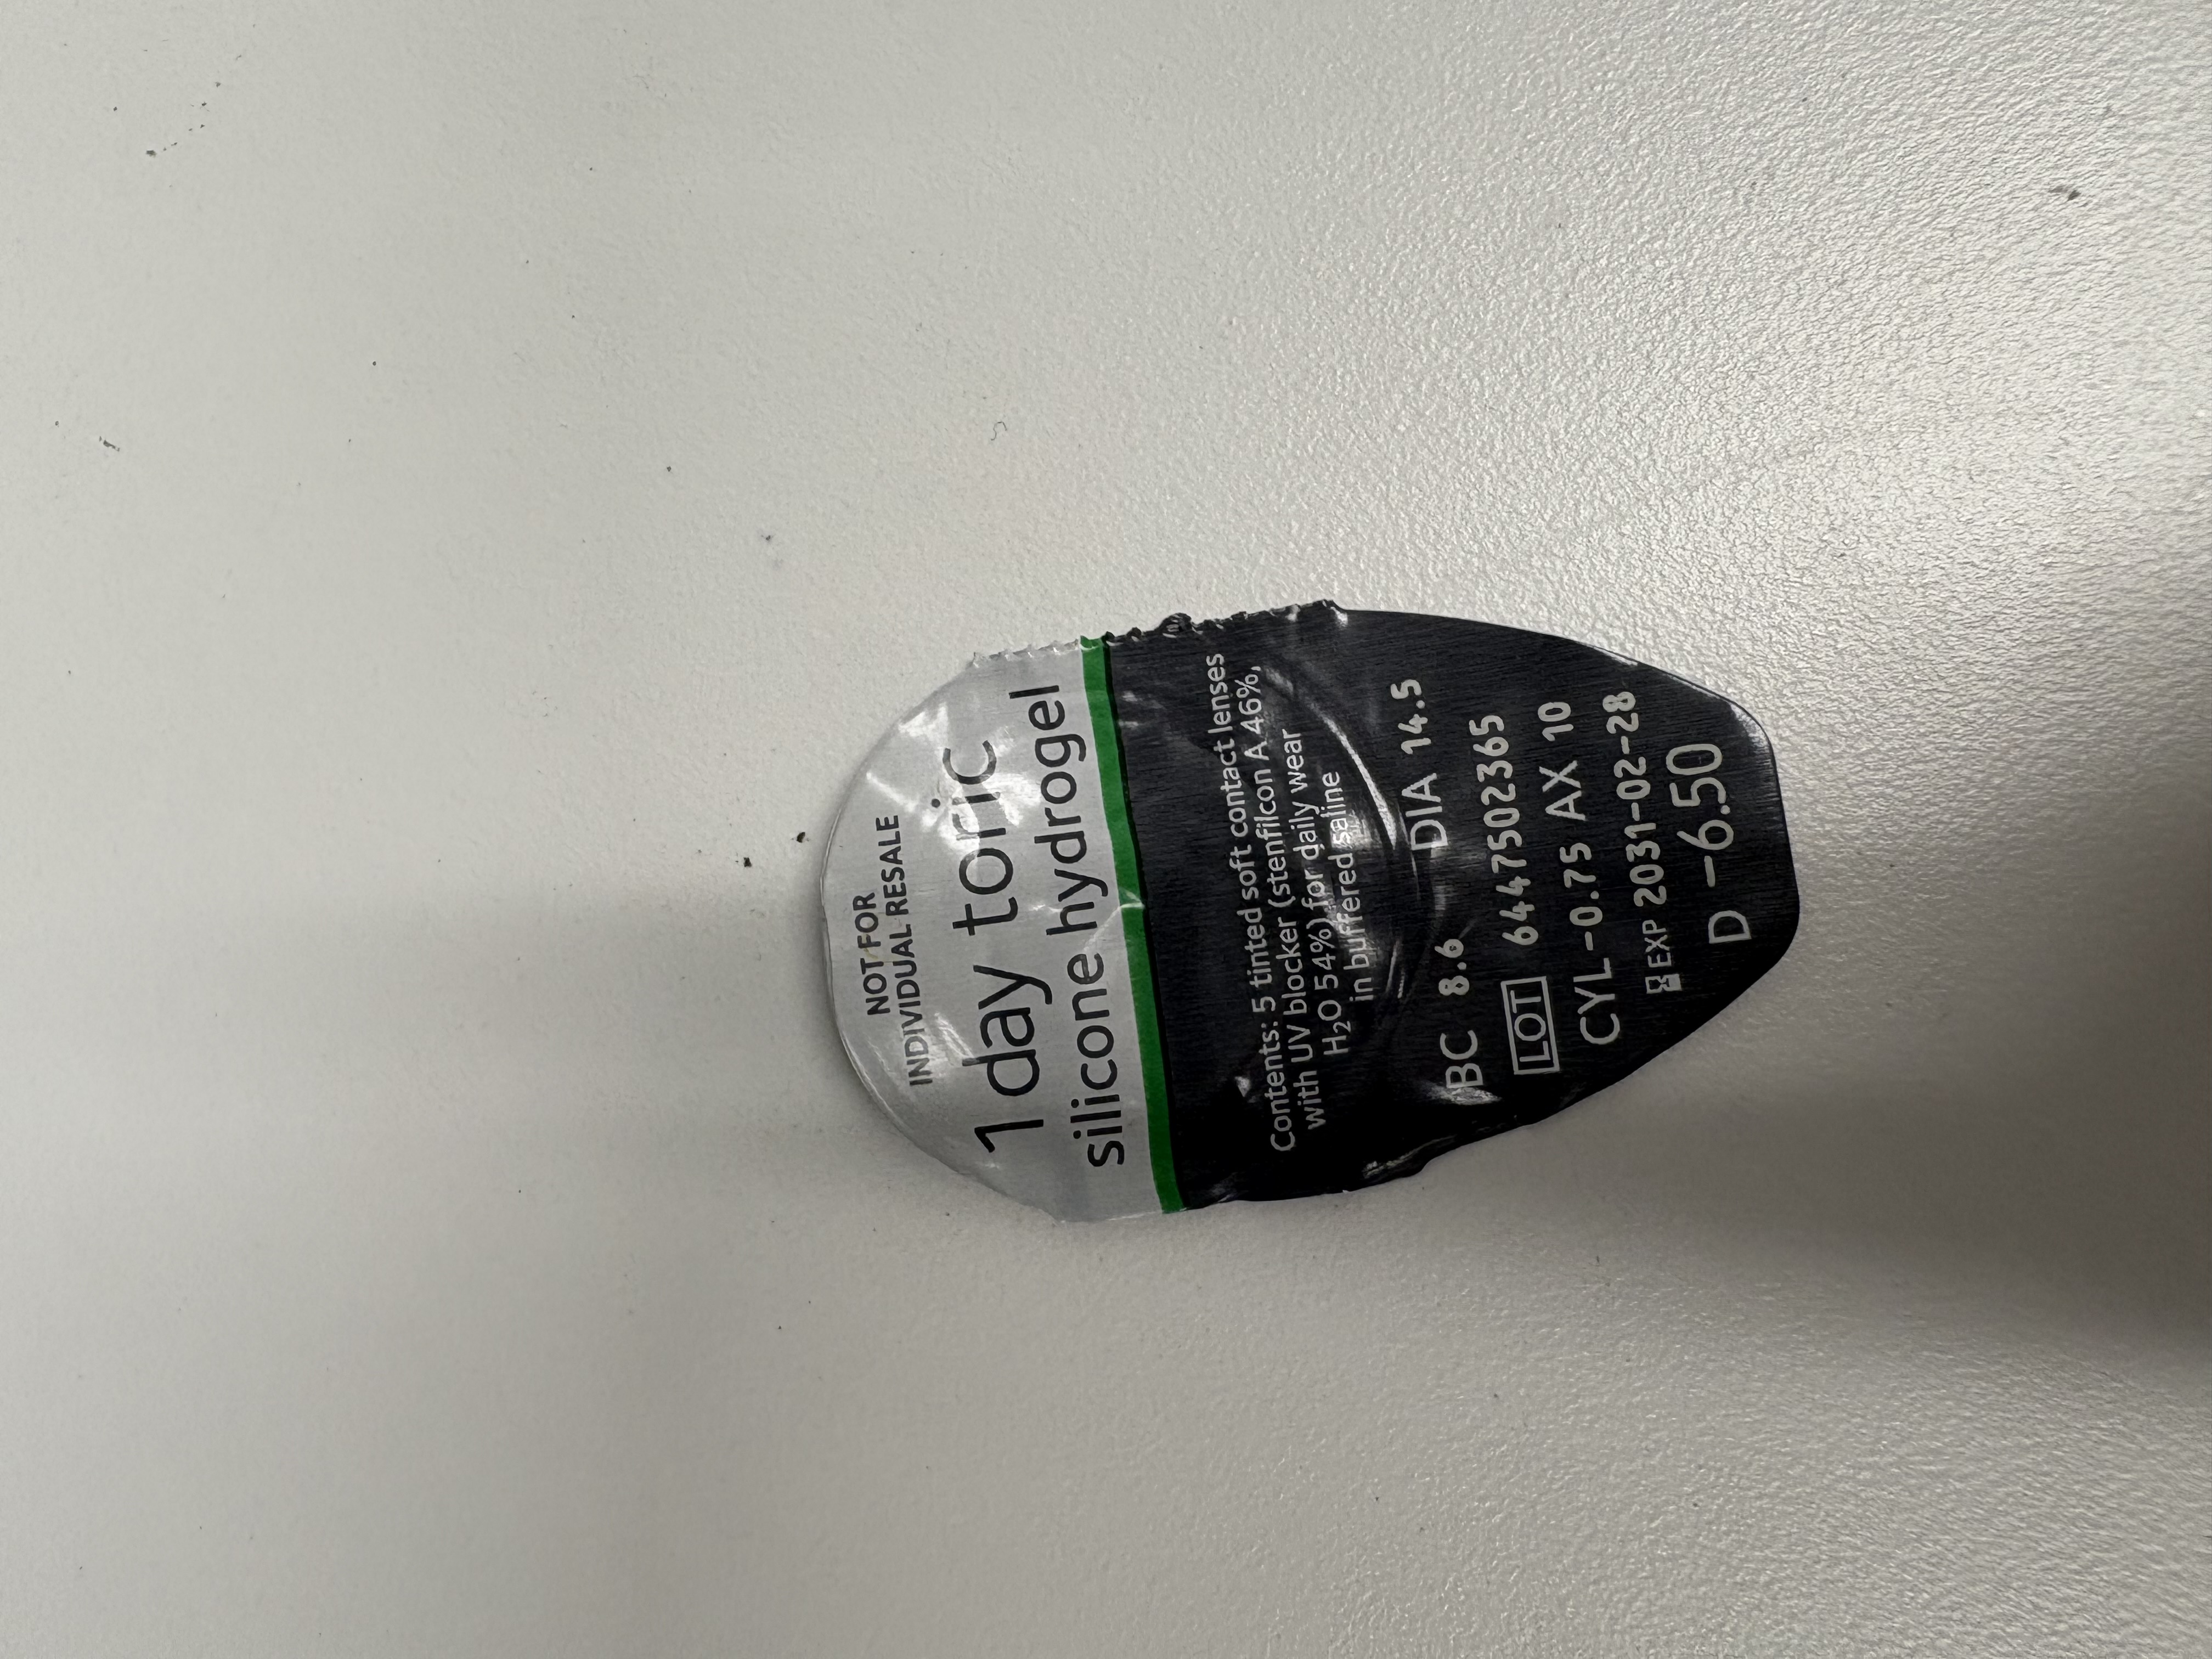 NOT FOR
INDIVIDUAL RESALE
1 day toric
silicone hydrogel
Contents: 5 tinted soft contact lenses
with UV blocker (stenfilcon A 46%,
H₂O 54%) for daily wear
in buffered saline
BC 8.6 DIA 14.5
LOT 6447502365
CYL -0.75 AX 10
EXP 2031-02-28
D -6.50